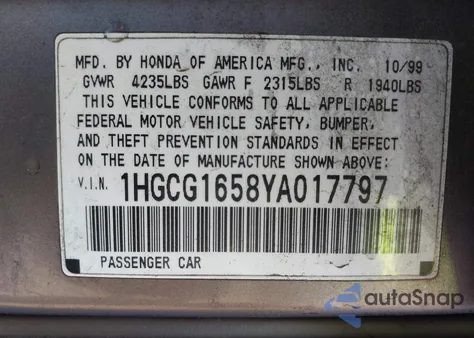 MFD. BY HONDA OF AMERICA MFG., INC. 10/99
GVWR 4235LBS GAWR F 2315LBS R 1940LBS
THIS VEHICLE CONFORMS TO ALL APPLICABLE
FEDERAL MOTOR VEHICLE SAFETY, BUMPER,
AND THEFT PREVENTION STANDARDS IN EFFECT
ON THE DATE OF MANUFACTURE SHOWN ABOVE:
V.I.N. 1HGCG1658YA017797
PASSENGER CAR
autoSnap